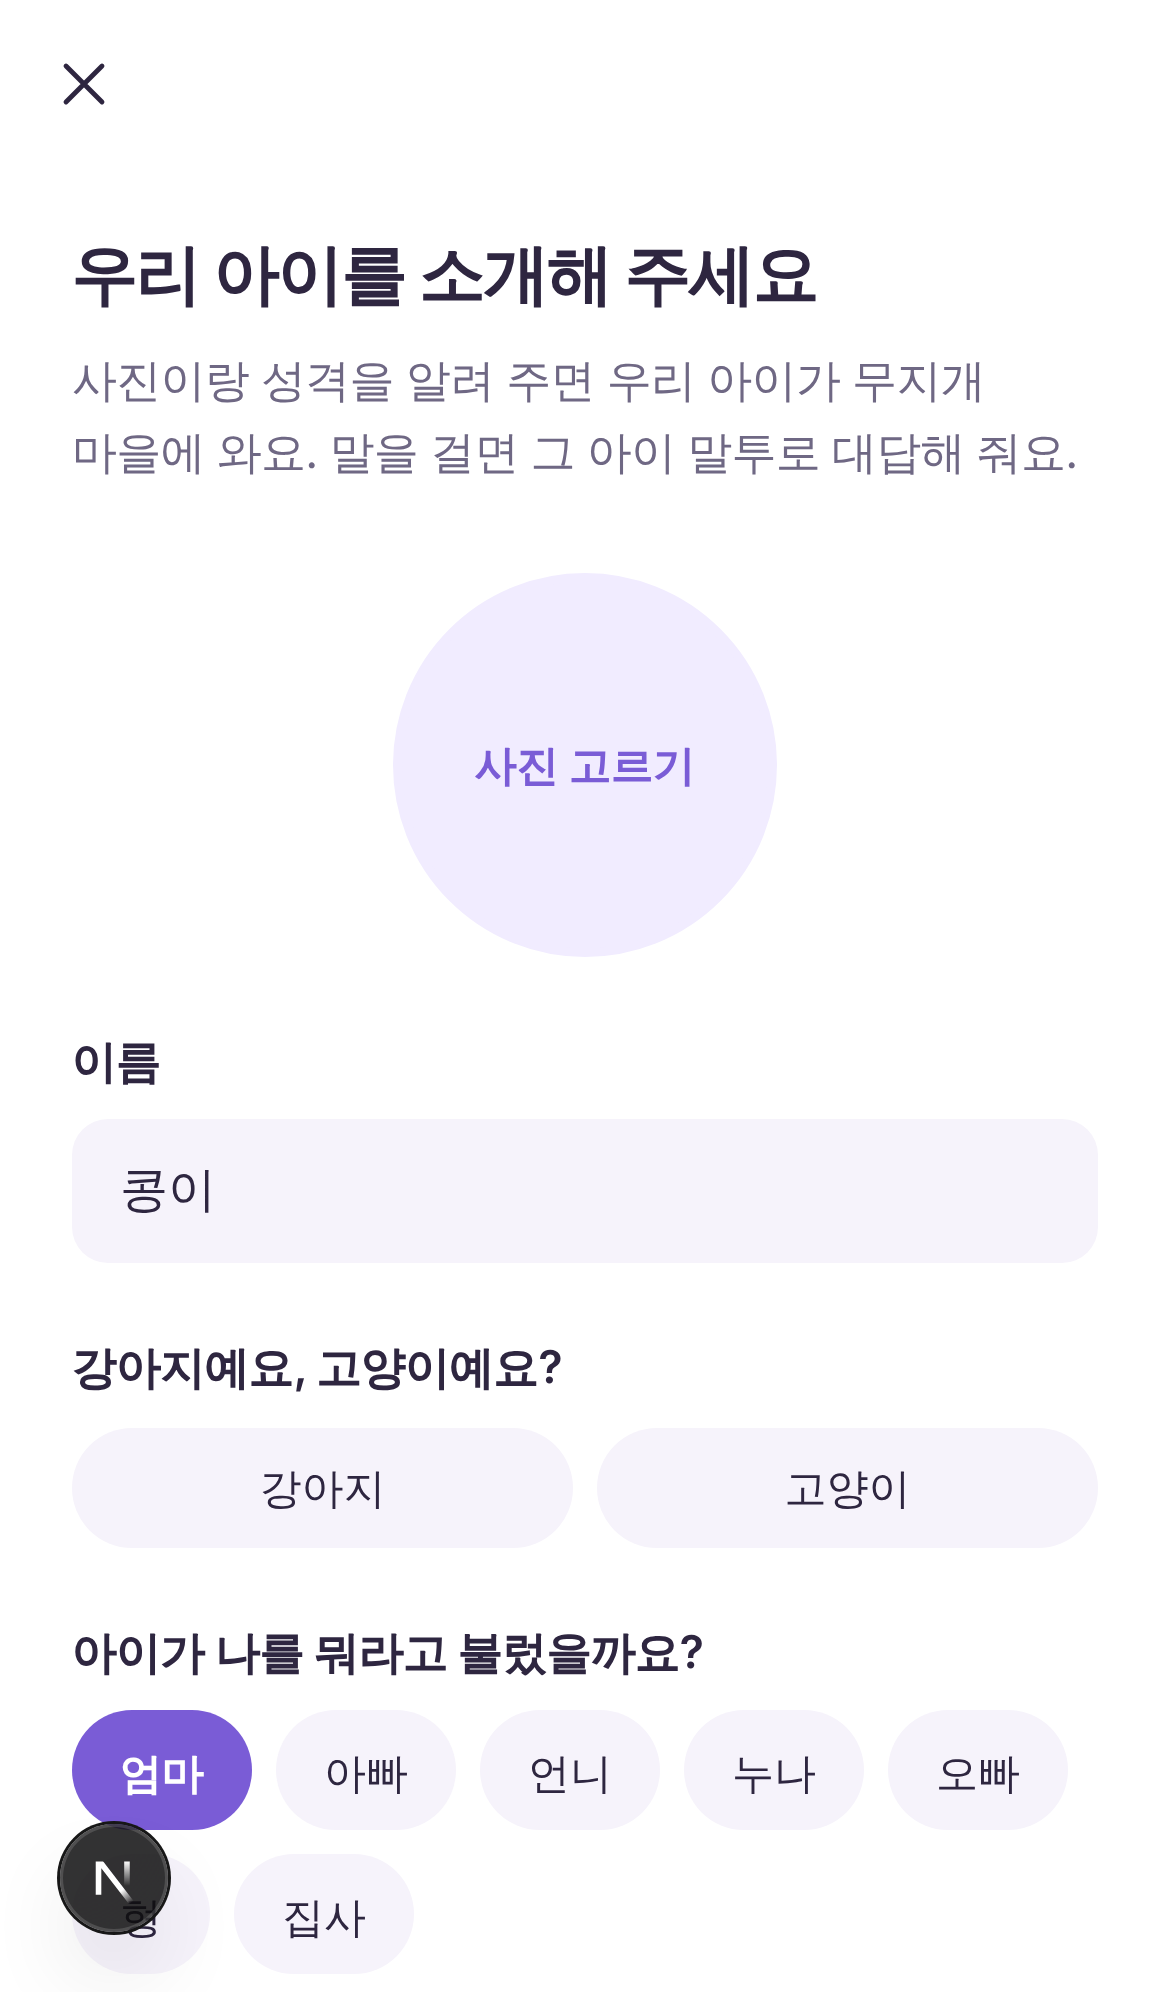 우리 아이를 소개해 주세요
사진이랑 성격을 알려 주면 우리 아이가 무지개
마을에 와요. 말을 걸면 그 아이 말투로 대답해 줘요.
사진 고르기
이름
콩이
강아지예요, 고양이예요?
강아지 고양이
아이가 나를 뭐라고 불렀을까요?
엄마 아빠 언니 누나 오빠
N 형 집사